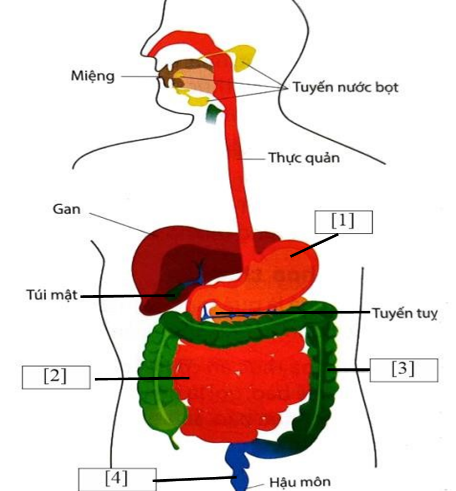 Miệng
Tuyến nước bọt
Thực quản
Gan
[1]
Túi mật
Tuyến tuỵ
[2]
[3]
[4]
Hậu môn